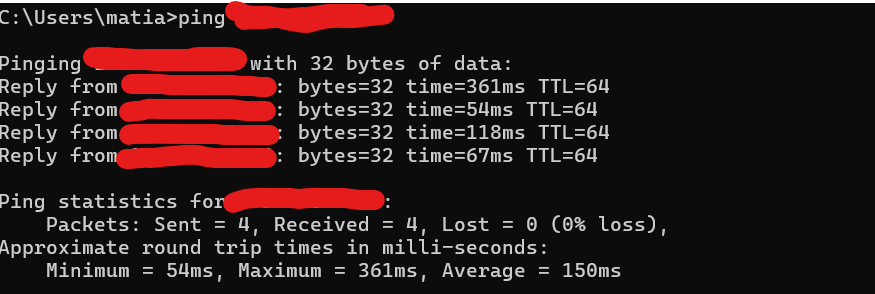 C:\Users\matia>ping
Pinging with 32 bytes of data:
Reply from : bytes=32 time=361ms TTL=64
Reply from : bytes=32 time=54ms TTL=64
Reply from : bytes=32 time=118ms TTL=64
Reply from : bytes=32 time=67ms TTL=64
Ping statistics for :
Packets: Sent = 4, Received = 4, Lost = 0 (0% loss),
Approximate round trip times in milli-seconds:
Minimum = 54ms, Maximum = 361ms, Average = 150ms